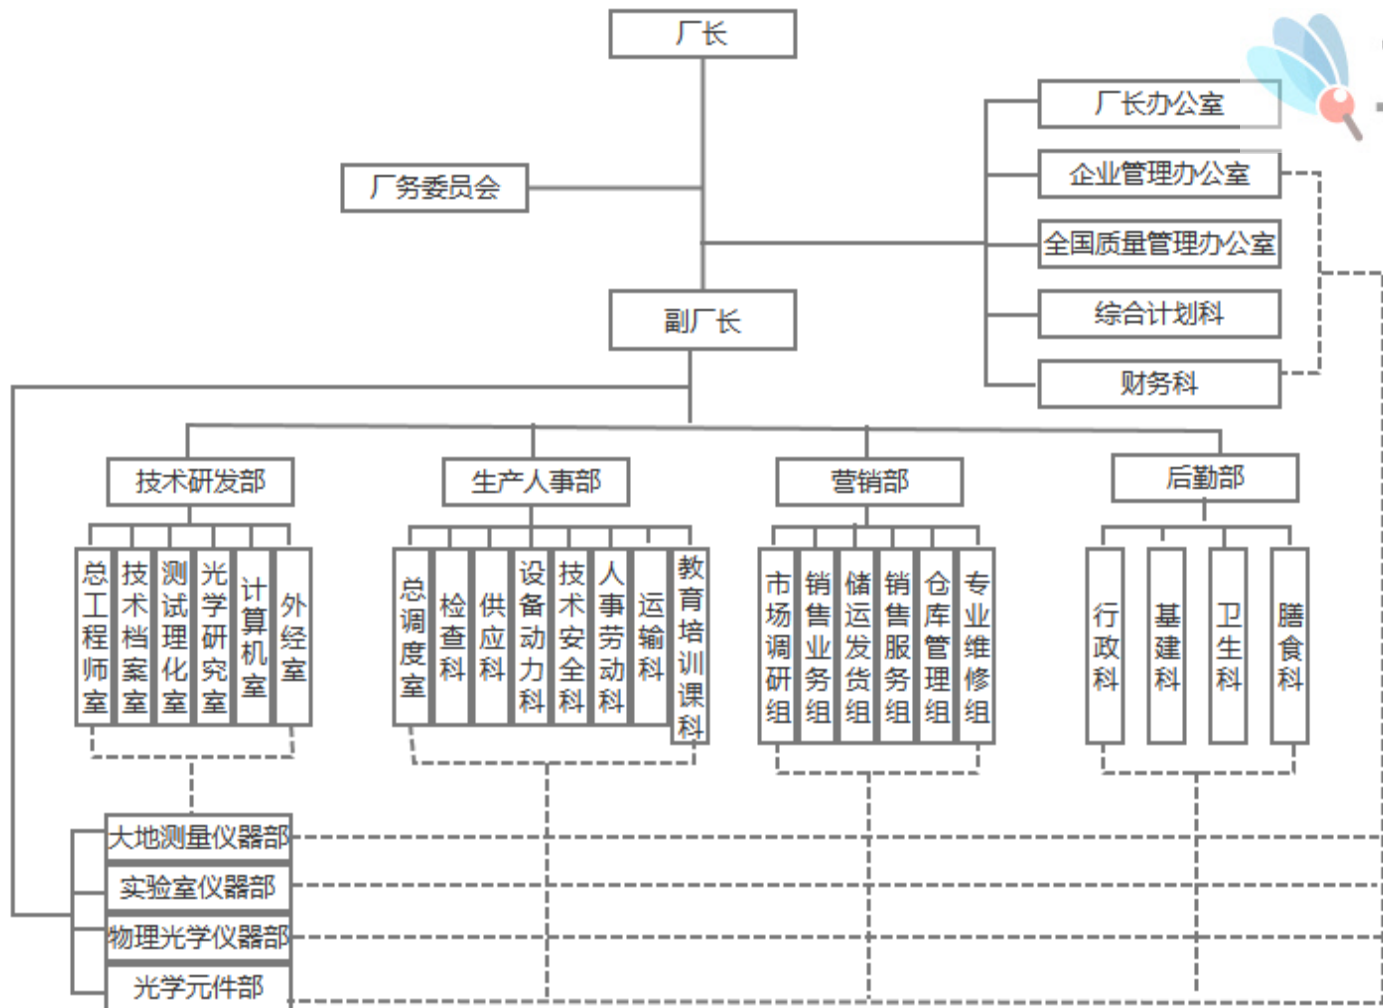 厂长
厂长办公室
企业管理办公室
厂务委员会
全国质量管理办公室
综合计划科
副厂长
财务科
技术研发部
生产人事部
营销部
后勤部
总工程师室
技术档案室
测试理化室
光学研究室
计算机室
外经室
总调度室
检查科
供应科
设备动力科
技术安全科
人事劳动科
运输科
教育培训课科
市场调研组
销售业务组
储运发货组
销售服务组
仓库管理组
专业维修组
行政科
基建科
卫生科
膳食科
大地测量仪器部
实验室仪器部
物理光学仪器部
光学元件部